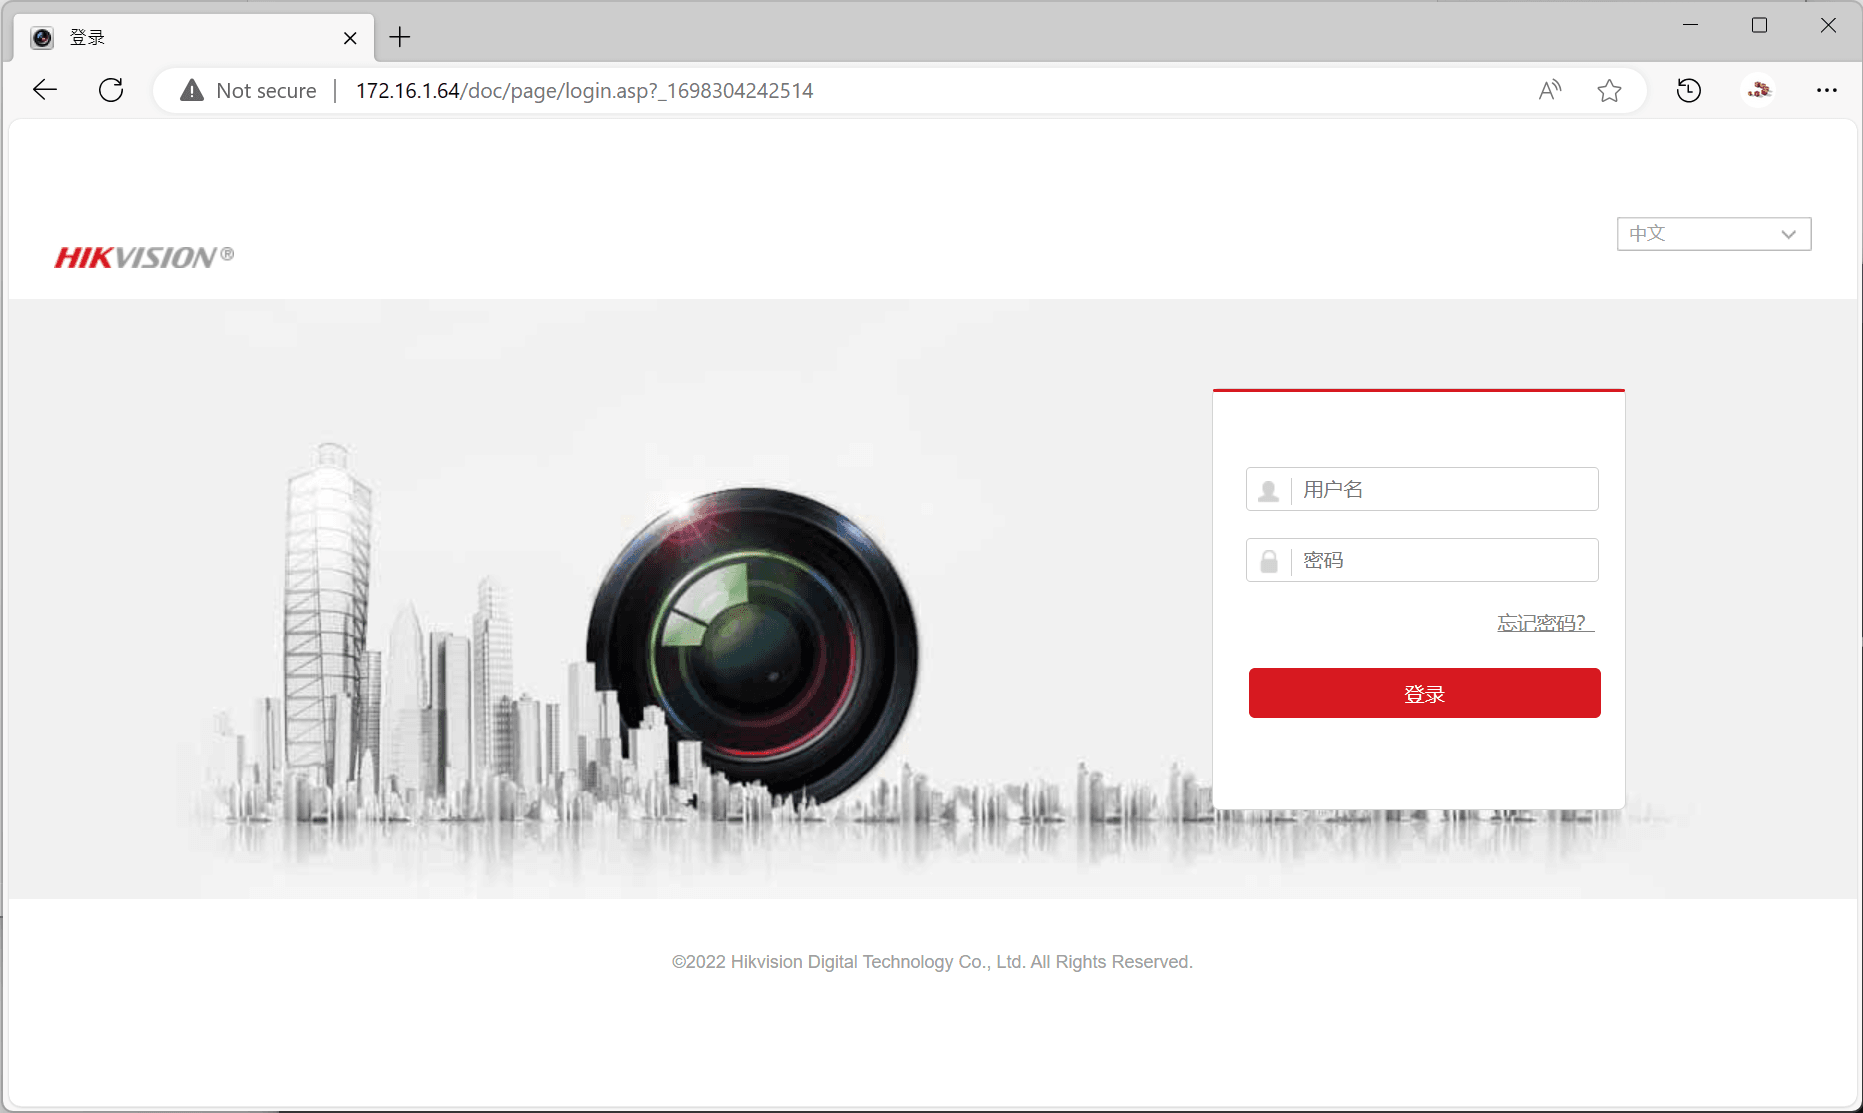 登录
Not secure
172.16.1.64/doc/page/login.asp?_1698304242514
HIKVISION®
中文
用户名
密码
忘记密码?
登录
©2022 Hikvision Digital Technology Co., Ltd. All Rights Reserved.